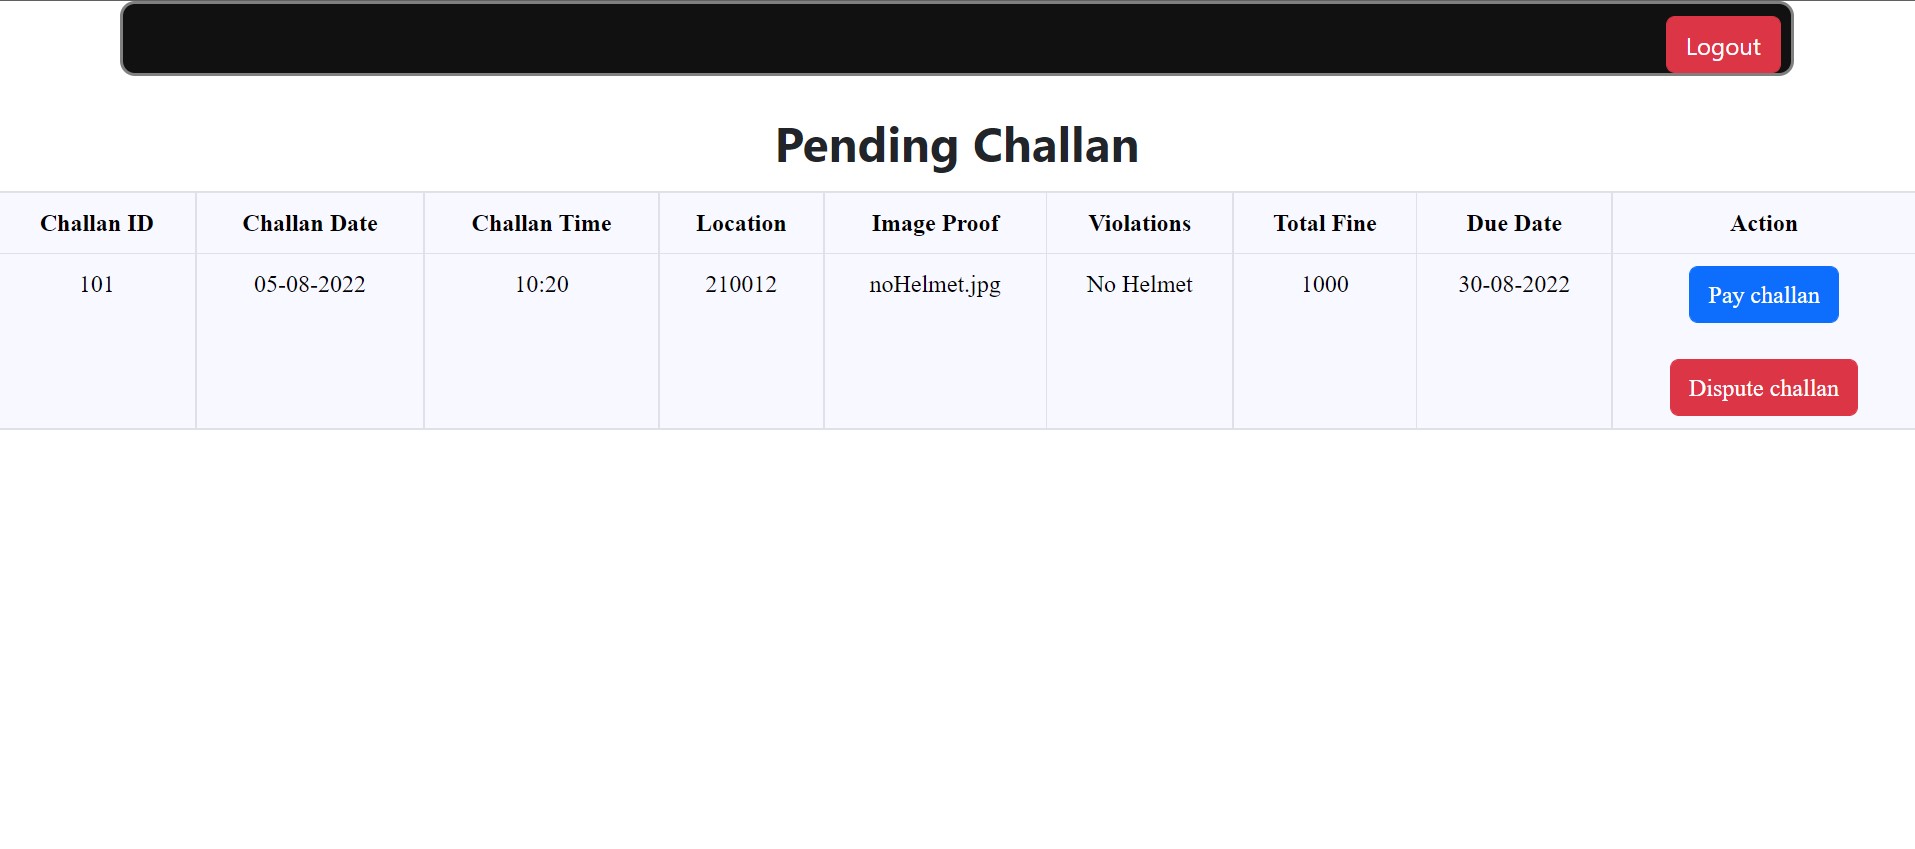 Logout
Pending Challan
Challan ID Challan Date Challan Time Location Image Proof Violations Total Fine Due Date Action
101 05-08-2022 10:20 210012 noHelmet.jpg No Helmet 1000 30-08-2022 Pay challan
Dispute challan